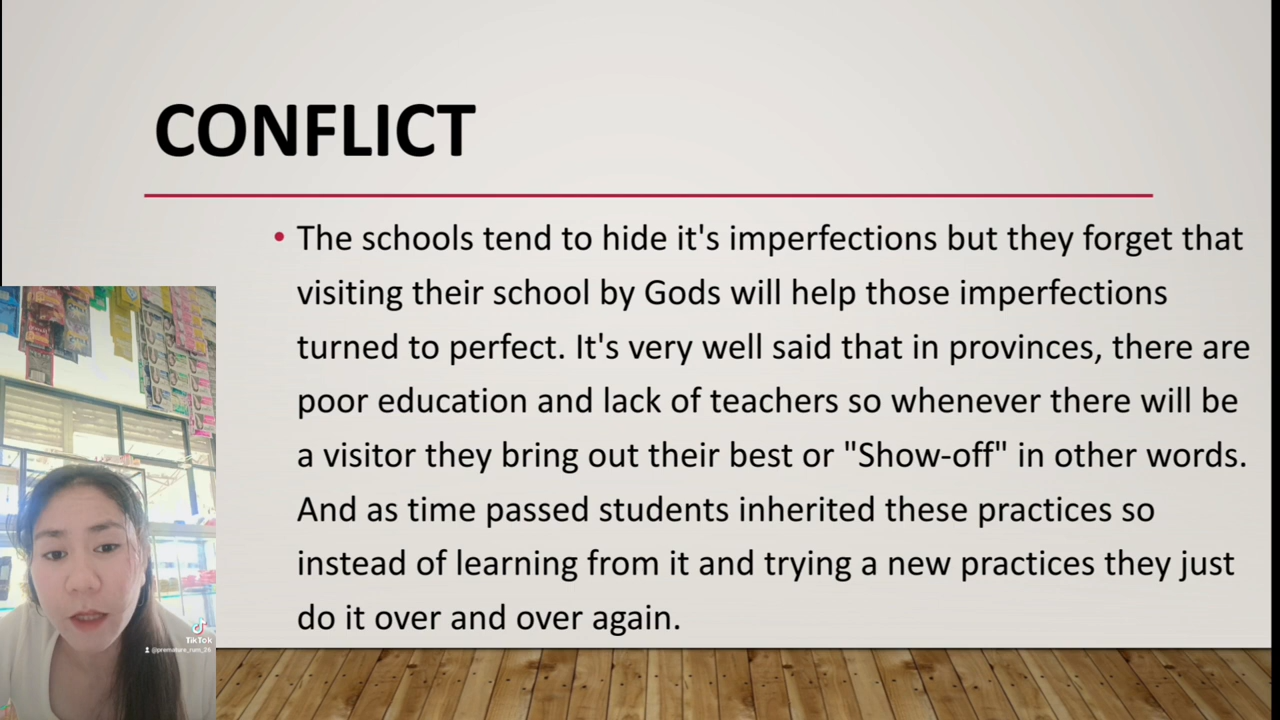 CONFLICT
• The schools tend to hide it's imperfections but they forget that
visiting their school by Gods will help those imperfections
turned to perfect. It's very well said that in provinces, there are
poor education and lack of teachers so whenever there will be
a visitor they bring out their best or "Show-off" in other words.
And as time passed students inherited these practices so
instead of learning from it and trying a new practices they just
do it over and over again.
TikTok
@premature_rum_26